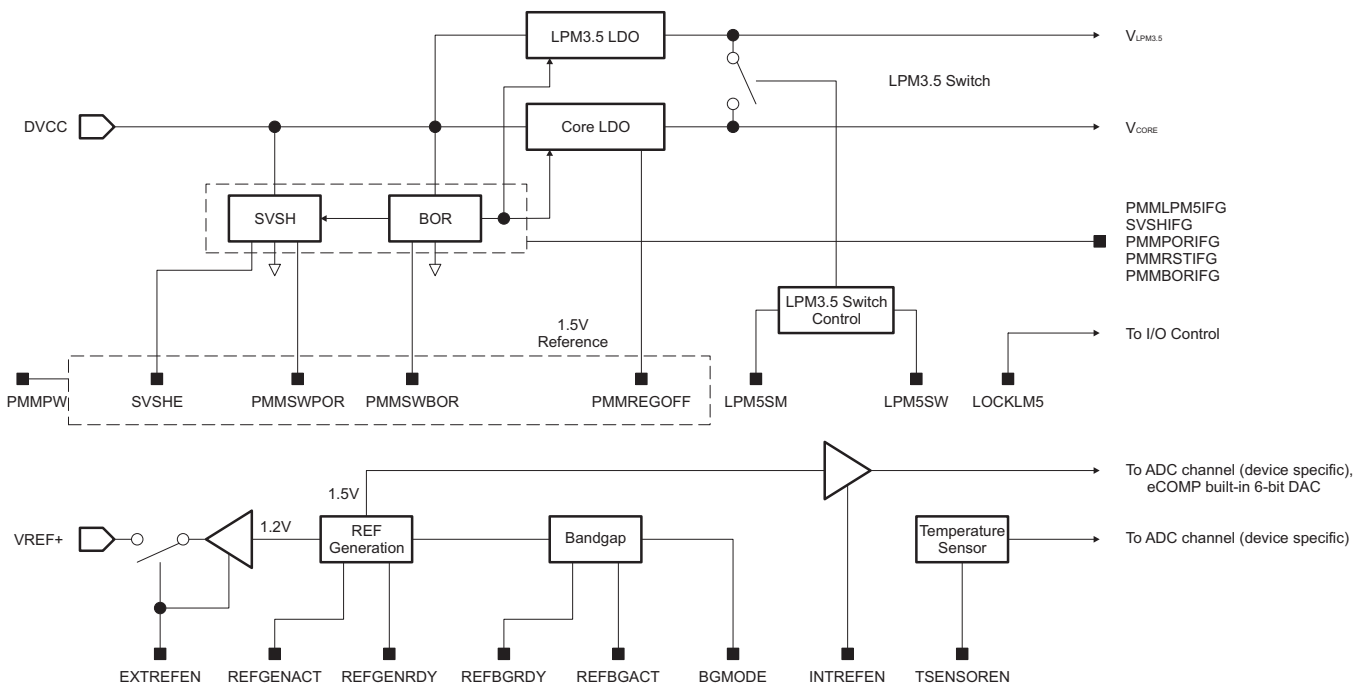 LPM3.5 LDO
VLPM3.5
LPM3.5 Switch
DVCC
Core LDO
VCORE
SVSH
BOR
PMMLPM5IFG
SVSHIFG
PMMPORIFG
PMMRSTIFG
PMMBORIFG
LPM3.5 Switch
Control
1.5V
Reference
To I/O Control
PMMPW
SVSHE
PMMSWPOR
PMMSWBOR
PMMREGOFF
LPM5SM
LPM5SW
LOCKLM5
1.5V
To ADC channel (device specific),
eCOMP built-in 6-bit DAC
VREF+
1.2V
REF
Generation
Bandgap
Temperature
Sensor
To ADC channel (device specific)
EXTREFEN
REFGENACT
REFGENRDY
REFBGRDY
REFBGACT
BGMODE
INTREFEN
TSENSOREN